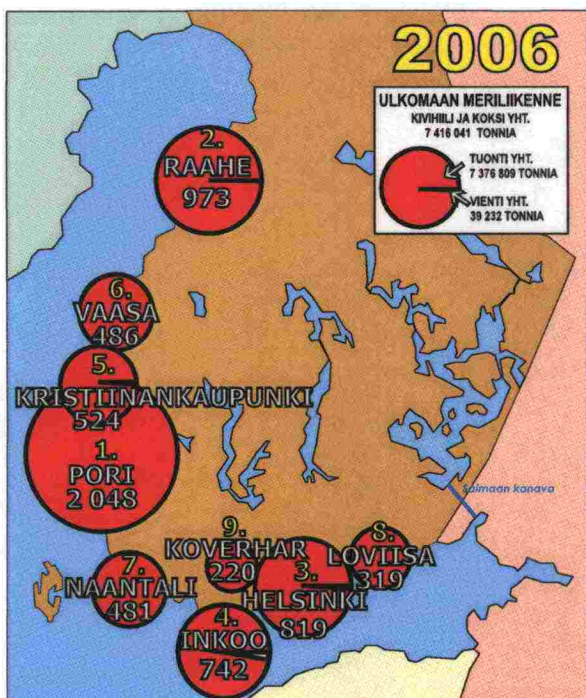 2006
ULKOMAAN MERILIIKENNE
KIVIHIILI JA KOKSI YHT.
7 416 041 TONNIA
TUONTI YHT.
7 376 809 TONNIA
VIENTI YHT.
39 232 TONNIA
2.
RAAHE
973
6.
VAASA
486
5.
KRISTIINANKAUPUNKI
524
1.
PORI
2 048
Saimaan kanava
9.
KOVERHAR
220
8.
LOVIISA
319
7.
NAANTALI
481
3.
HELSINKI
819
4.
INKOO
742